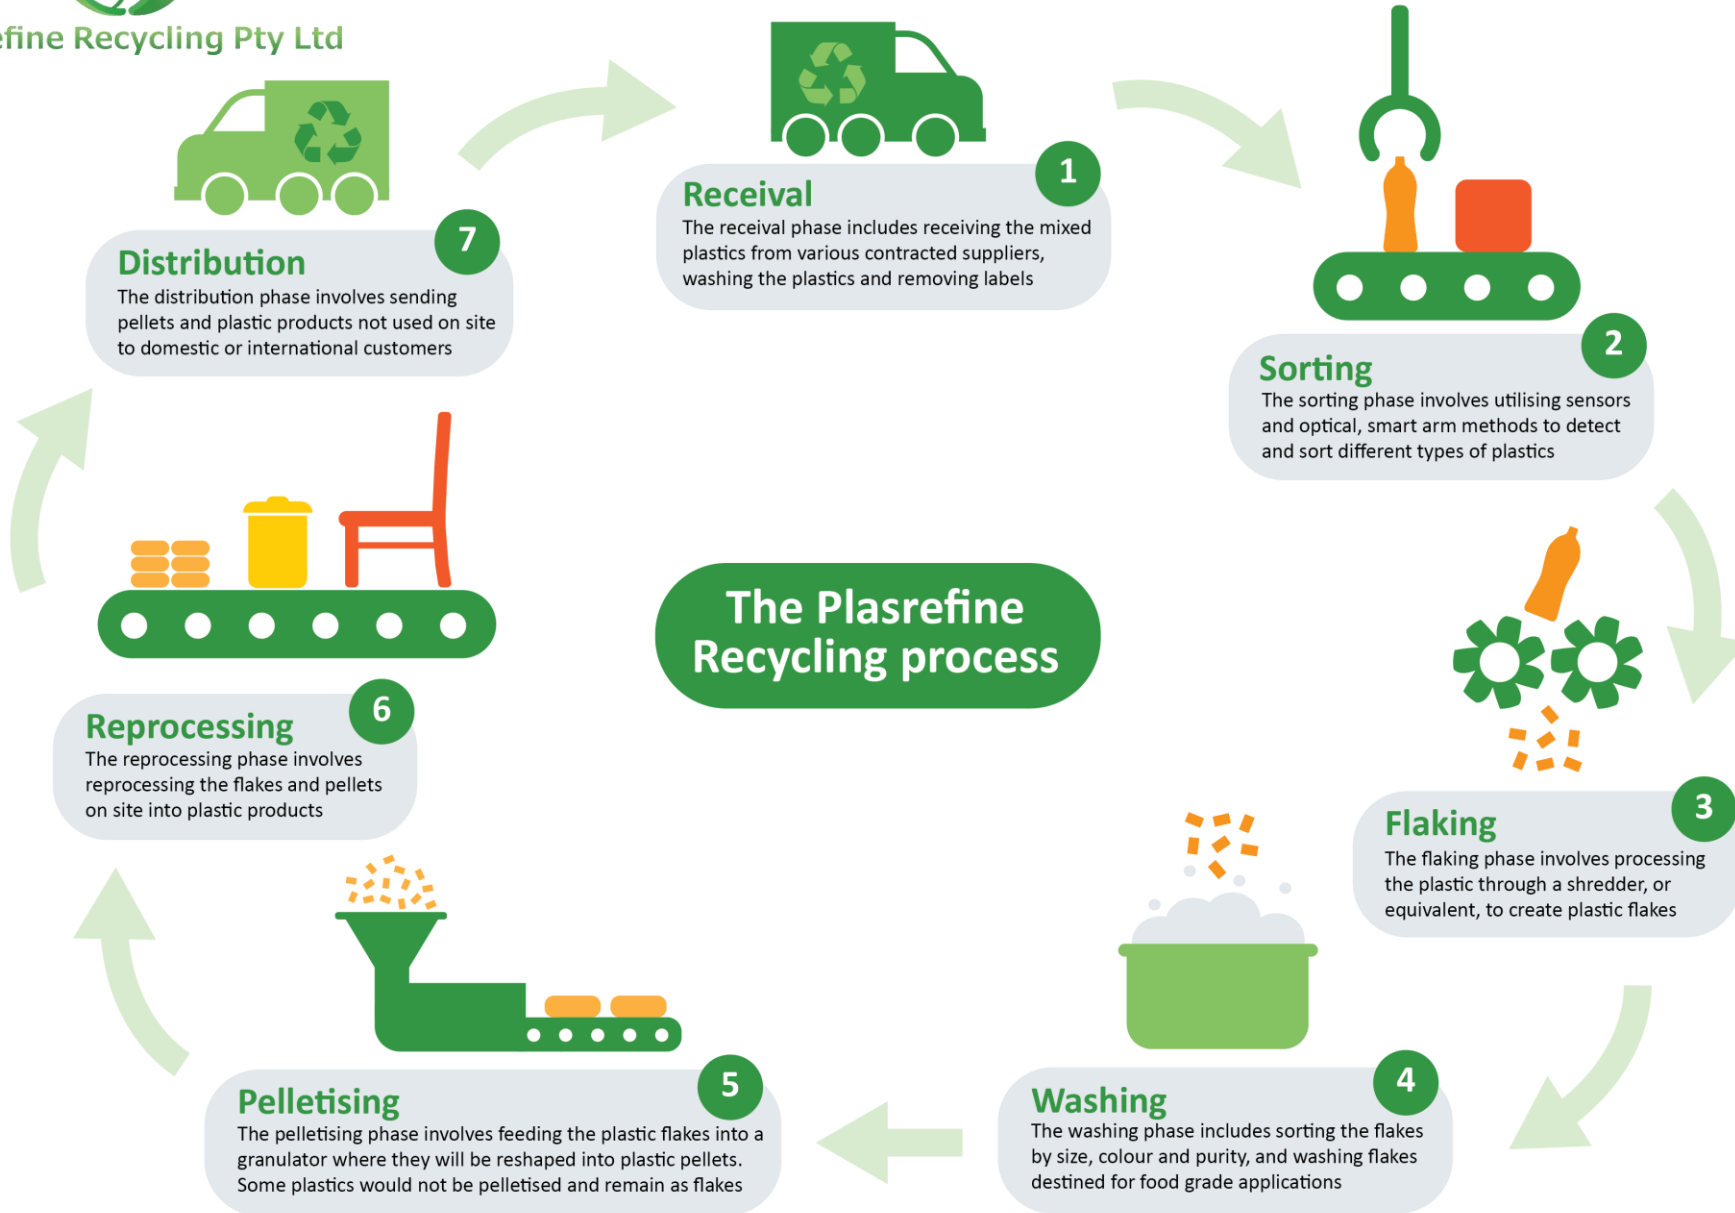 Recycling Pty Ltd
1
Receival
The receival phase includes receiving the mixed
plastics from various contracted suppliers,
washing the plastics and removing labels
2
Sorting
The sorting phase involves utilising sensors
and optical, smart arm methods to detect
and sort different types of plastics
3
Flaking
The flaking phase involves processing
the plastic through a shredder, or
equivalent, to create plastic flakes
4
Washing
The washing phase includes sorting the flakes
by size, colour and purity, and washing flakes
destined for food grade applications
5
Pelletising
The pelletising phase involves feeding the plastic flakes into a
granulator where they will be reshaped into plastic pellets.
Some plastics would not be pelletised and remain as flakes
6
Reprocessing
The reprocessing phase involves
reprocessing the flakes and pellets
on site into plastic products
7
Distribution
The distribution phase involves sending
pellets and plastic products not used on site
to domestic or international customers
The Plasrefine
Recycling process